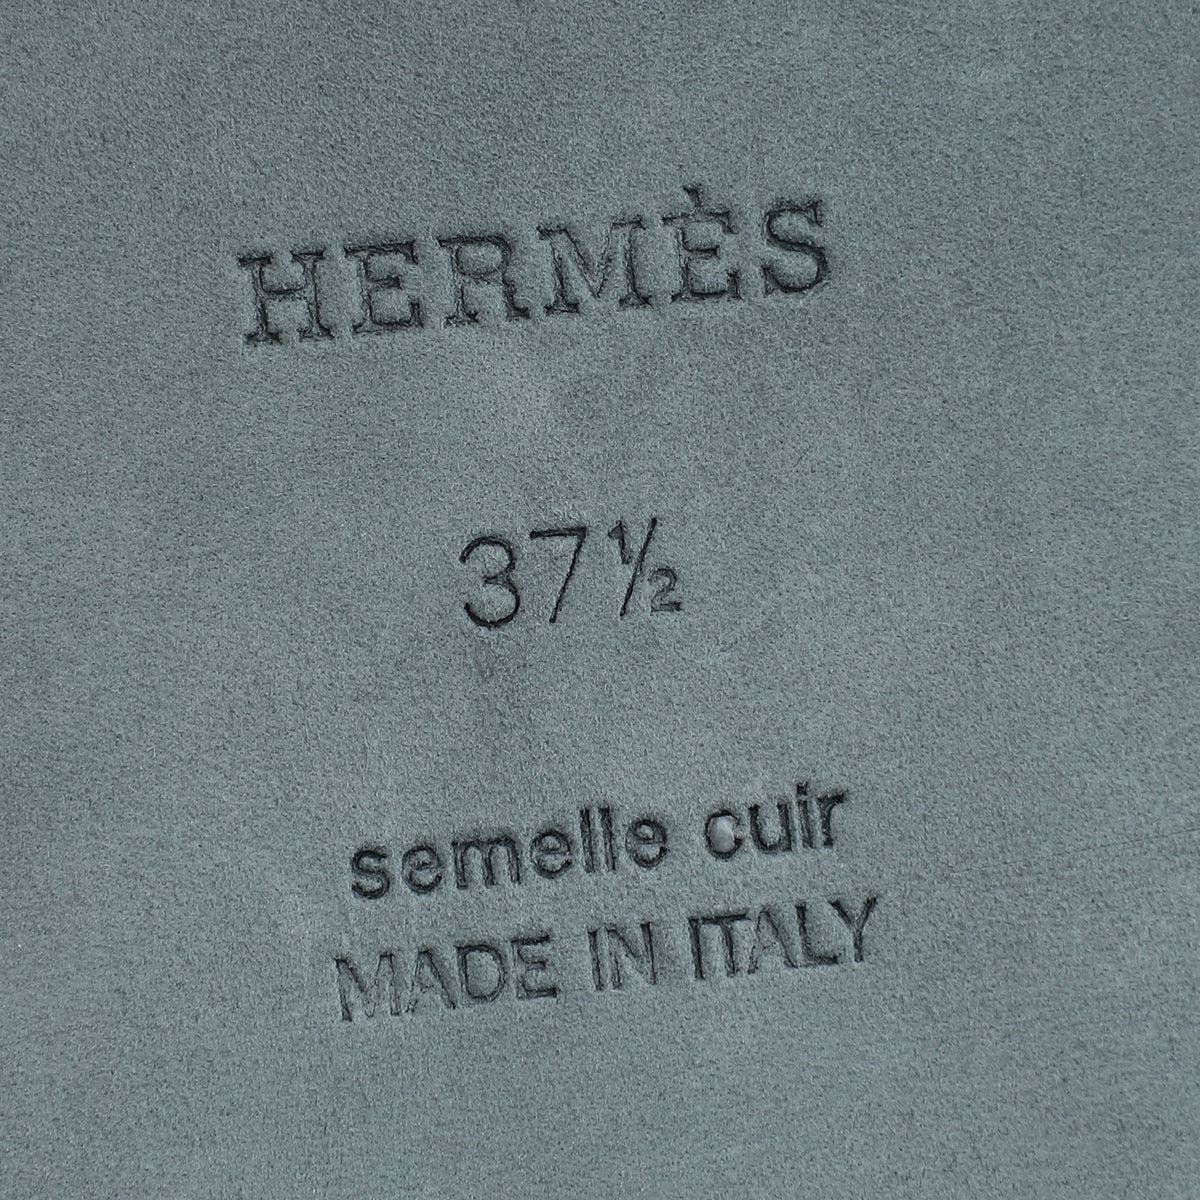 HERMÈS
37½
semelle cuir
MADE IN ITALY